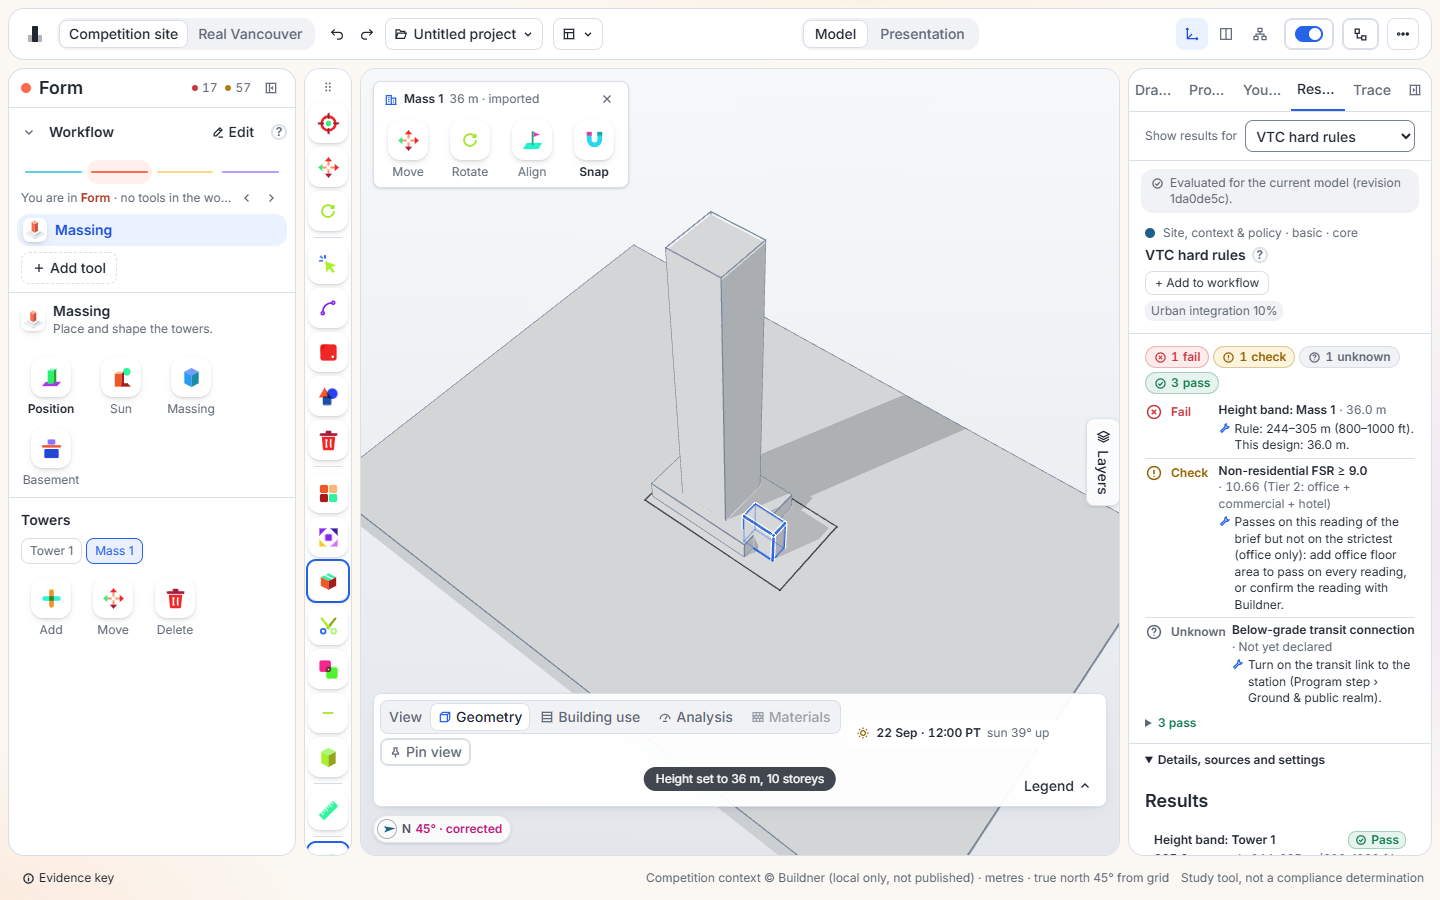 Competition site
Real Vancouver
Untitled project
Model
Presentation
Form
17
57
Workflow
Edit
?
You are in Form · no tools in the wo...
Massing
+ Add tool
Massing
Place and shape the towers.
Position
Sun
Massing
Basement
Towers
Tower 1
Mass 1
Add
Move
Delete
Mass 1 36 m · imported
Move
Rotate
Align
Snap
Layers
View
Geometry
Building use
Analysis
Materials
Pin view
22 Sep · 12:00 PT sun 39° up
Height set to 36 m, 10 storeys
Legend
N 45° · corrected
Dra...
Pro...
You...
Res...
Trace
Show results for
VTC hard rules
Evaluated for the current model (revision
1da0de5c).
Site, context & policy · basic · core
VTC hard rules ?
+ Add to workflow
Urban integration 10%
1 fail
1 check
1 unknown
3 pass
Fail
Height band: Mass 1 · 36.0 m
Rule: 244–305 m (800–1000 ft).
This design: 36.0 m.
Check
Non-residential FSR ≥ 9.0
· 10.66 (Tier 2: office +
commercial + hotel)
Passes on this reading of the
brief but not on the strictest
(office only): add office floor
area to pass on every reading,
or confirm the reading with
Buildner.
Unknown
Below-grade transit connection
· Not yet declared
Turn on the transit link to the
station (Program step ›
Ground & public realm).
3 pass
Details, sources and settings
Results
Height band: Tower 1
Pass
Evidence key
Competition context © Buildner (local only, not published) · metres · true north 45° from grid
Study tool, not a compliance determination